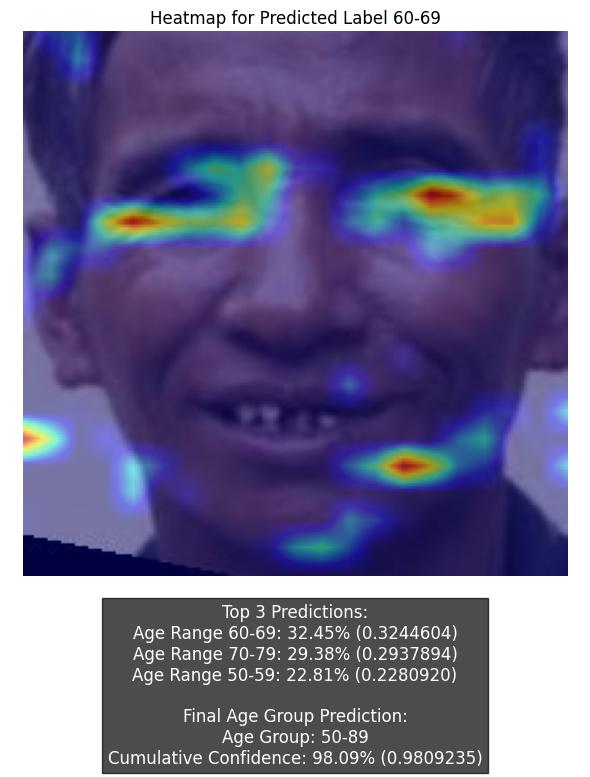 Heatmap for Predicted Label 60-69
Top 3 Predictions:
Age Range 60-69: 32.45% (0.3244604)
Age Range 70-79: 29.38% (0.2937894)
Age Range 50-59: 22.81% (0.2280920)
Final Age Group Prediction:
Age Group: 50-89
Cumulative Confidence: 98.09% (0.9809235)